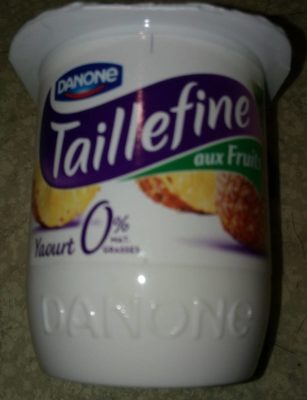 DANONE
Taillefine
aux Fruits
Yaourt 0%
MAT.
GRASSES
DANONE